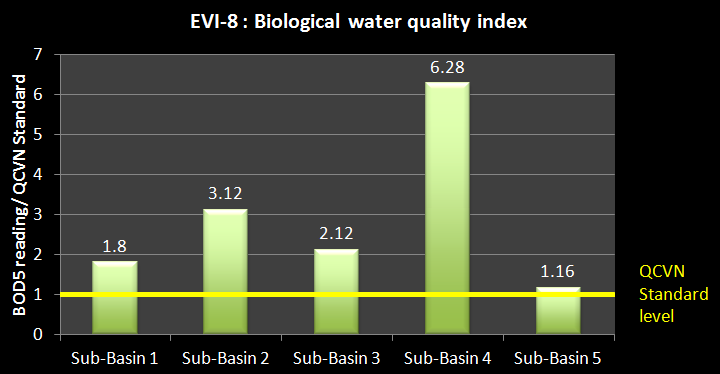 EVI-8 : Biological water quality index
BOD5 reading/ QCVN Standard
7
6
5
4
3
2
1
0
1.8
3.12
2.12
6.28
1.16
QCVN
Standard
level
Sub-Basin 1 Sub-Basin 2 Sub-Basin 3 Sub-Basin 4 Sub-Basin 5